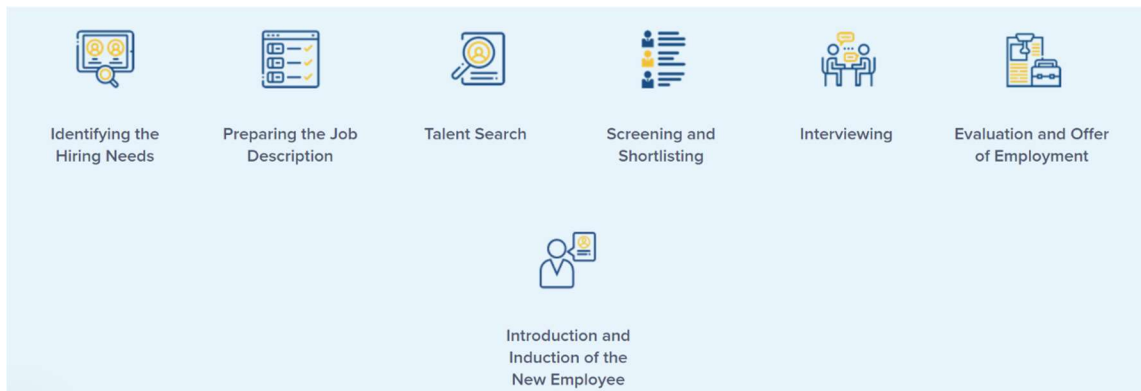 Identifying the
Hiring Needs
Preparing the Job
Description
Talent Search
Screening and
Shortlisting
Interviewing
Evaluation and Offer
of Employment
Introduction and
Induction of the
New Employee